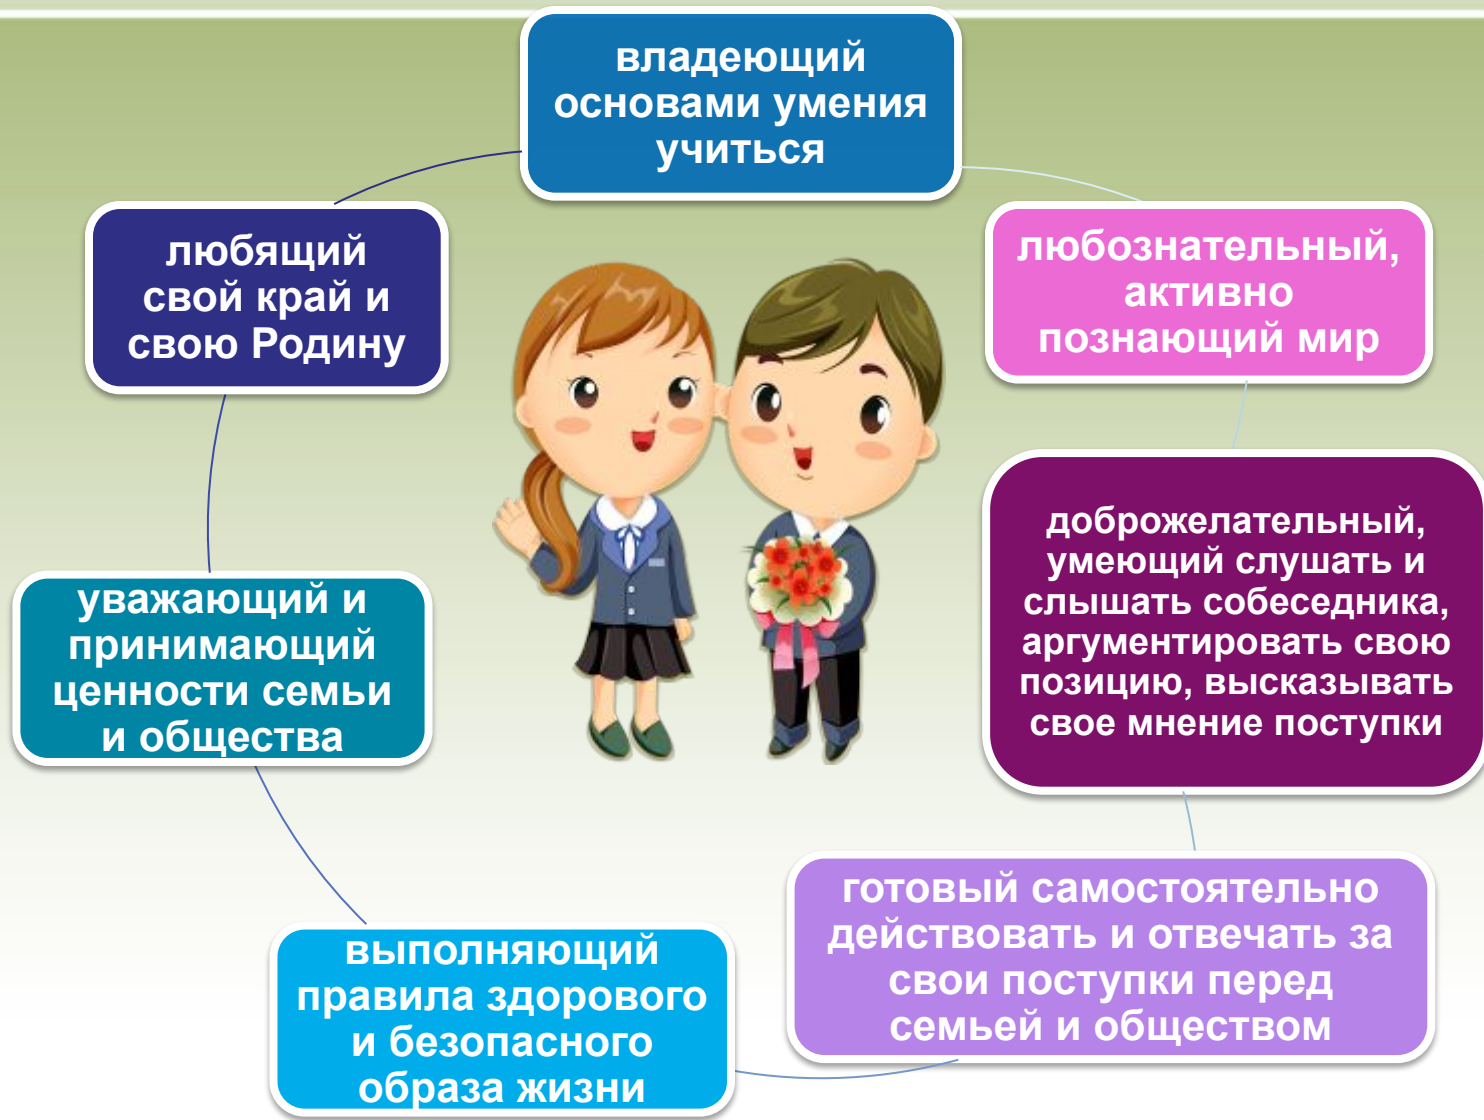 владеющий
основами умения
учиться
любознательный,
активно
познающий мир
доброжелательный,
умеющий слушать и
слышать собеседника,
аргументировать свою
позицию, высказывать
свое мнение поступки
готовый самостоятельно
действовать и отвечать за
свои поступки перед
семьей и обществом
выполняющий
правила здорового
и безопасного
образа жизни
уважающий и
принимающий
ценности семьи
и общества
любящий
свой край и
свою Родину